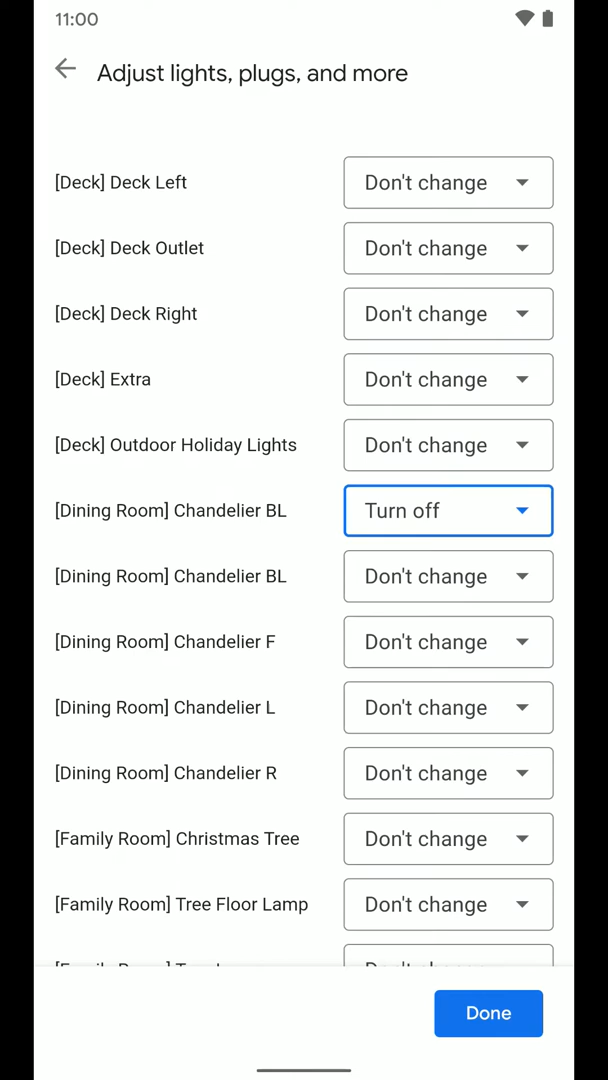 11:00
Adjust lights, plugs, and more
[Deck] Deck Left Don't change
[Deck] Deck Outlet Don't change
[Deck] Deck Right Don't change
[Deck] Extra Don't change
[Deck] Outdoor Holiday Lights Don't change
[Dining Room] Chandelier BL Turn off
[Dining Room] Chandelier BL Don't change
[Dining Room] Chandelier F Don't change
[Dining Room] Chandelier L Don't change
[Dining Room] Chandelier R Don't change
[Family Room] Christmas Tree Don't change
[Family Room] Tree Floor Lamp Don't change
Done